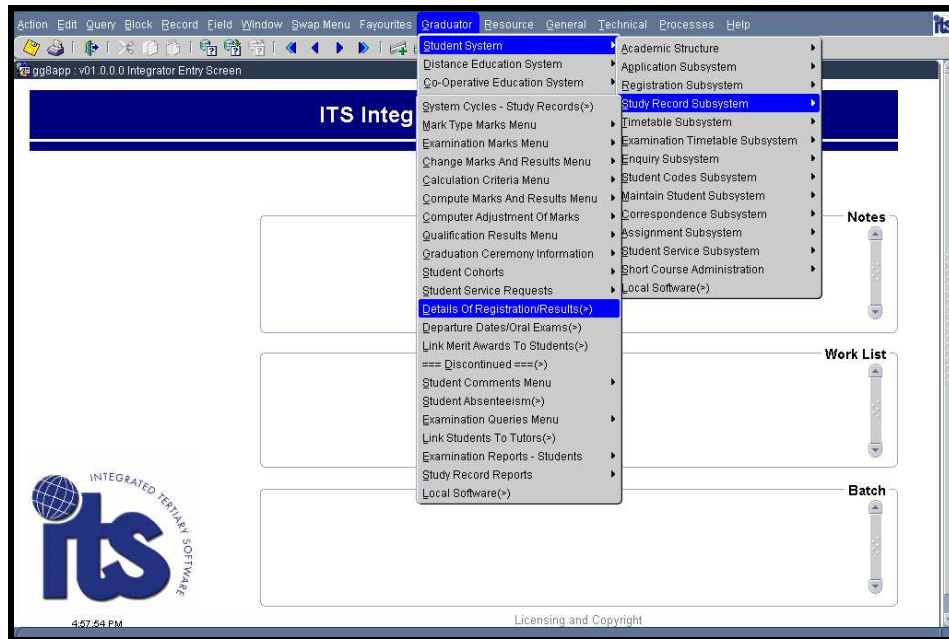 Action Edit Query Block Record Field Window Swap Menu Favourites Graduator Resource General Technical Processes Help
its
gg8app : v01.0.0.0 Integrator Entry Screen
ITS Integ
Student System
Distance Education System
Co-Operative Education System
System Cycles - Study Records(>)
Mark Type Marks Menu
Examination Marks Menu
Change Marks And Results Menu
Calculation Criteria Menu
Compute Marks And Results Menu
Computer Adjustment Of Marks
Qualification Results Menu
Graduation Ceremony Information
Student Cohorts
Student Service Requests
Details Of Registration/Results(>)
Departure Dates/Oral Exams(>)
Link Merit Awards To Students(>)
=== Discontinued ===(>)
Student Comments Menu
Student Absenteeism(>)
Examination Queries Menu
Link Students To Tutors(>)
Examination Reports - Students
Study Record Reports
Local Software(>)
Academic Structure
Application Subsystem
Registration Subsystem
Study Record Subsystem
Timetable Subsystem
Examination Timetable Subsystem
Enquiry Subsystem
Student Codes Subsystem
Maintain Student Subsystem
Correspondence Subsystem
Assignment Subsystem
Student Service Subsystem
Short Course Administration
Local Software(>)
Notes
Work List
Batch
INTEGRATED TERTIARY SOFTWARE
its
4:57:54 PM
Licensing and Copyright